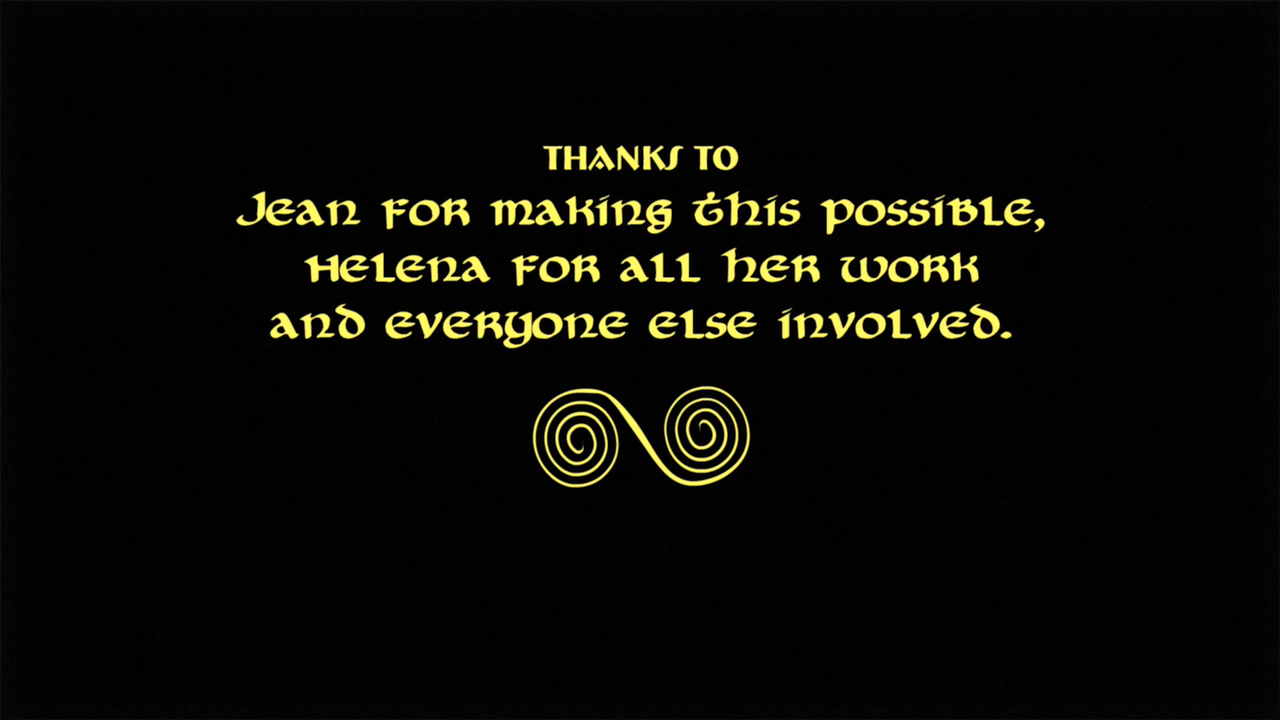 THANKS TO
Jean for making this possible,
Helena for all her work
and everyone else involved.